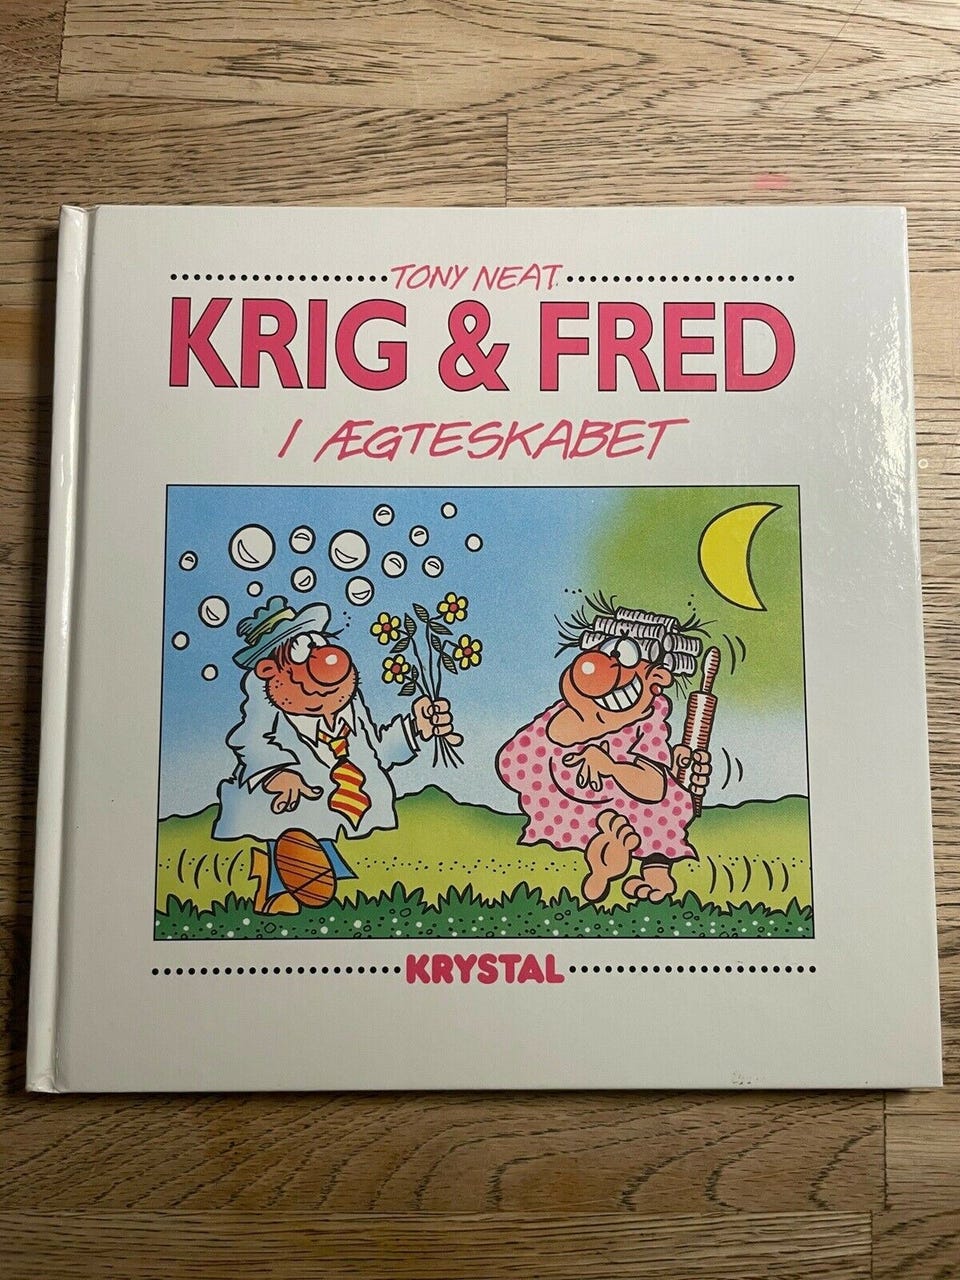 TONY NEAT
KRIG & FRED
I ÆGTESKABET
KRYSTAL